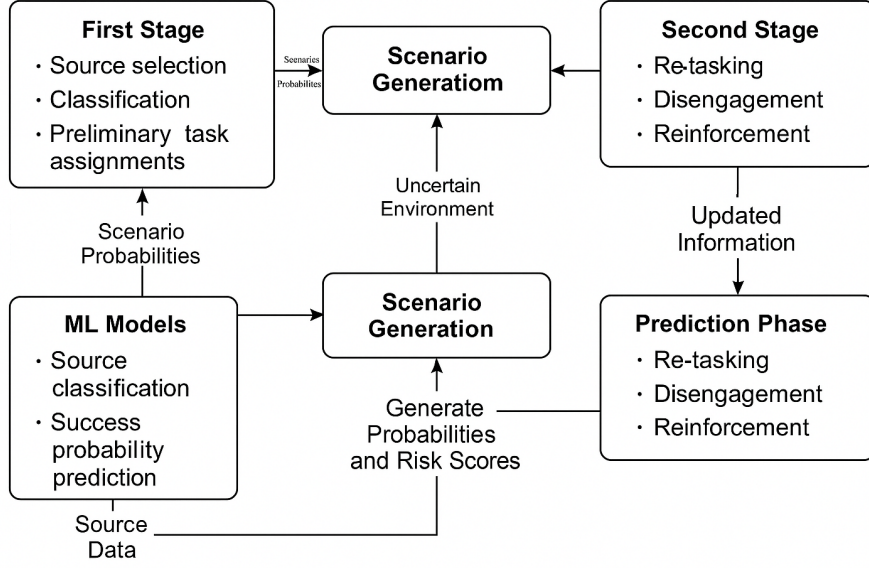 First Stage
· Source selection
· Classification
· Preliminary task
assignments
Sceenaries
Probabilites
Scenario
Generatiom
Second Stage
· Re-tasking
· Disengagement
· Reinforcement
Scenario
Probabilities
Uncertain
Environment
Updated
Information
ML Models
· Source
classification
· Success
probability
prediction
Scenario
Generation
Prediction Phase
· Re-tasking
· Disengagement
· Reinforcement
Generate
Probabilities
and Risk Scores
Source
Data